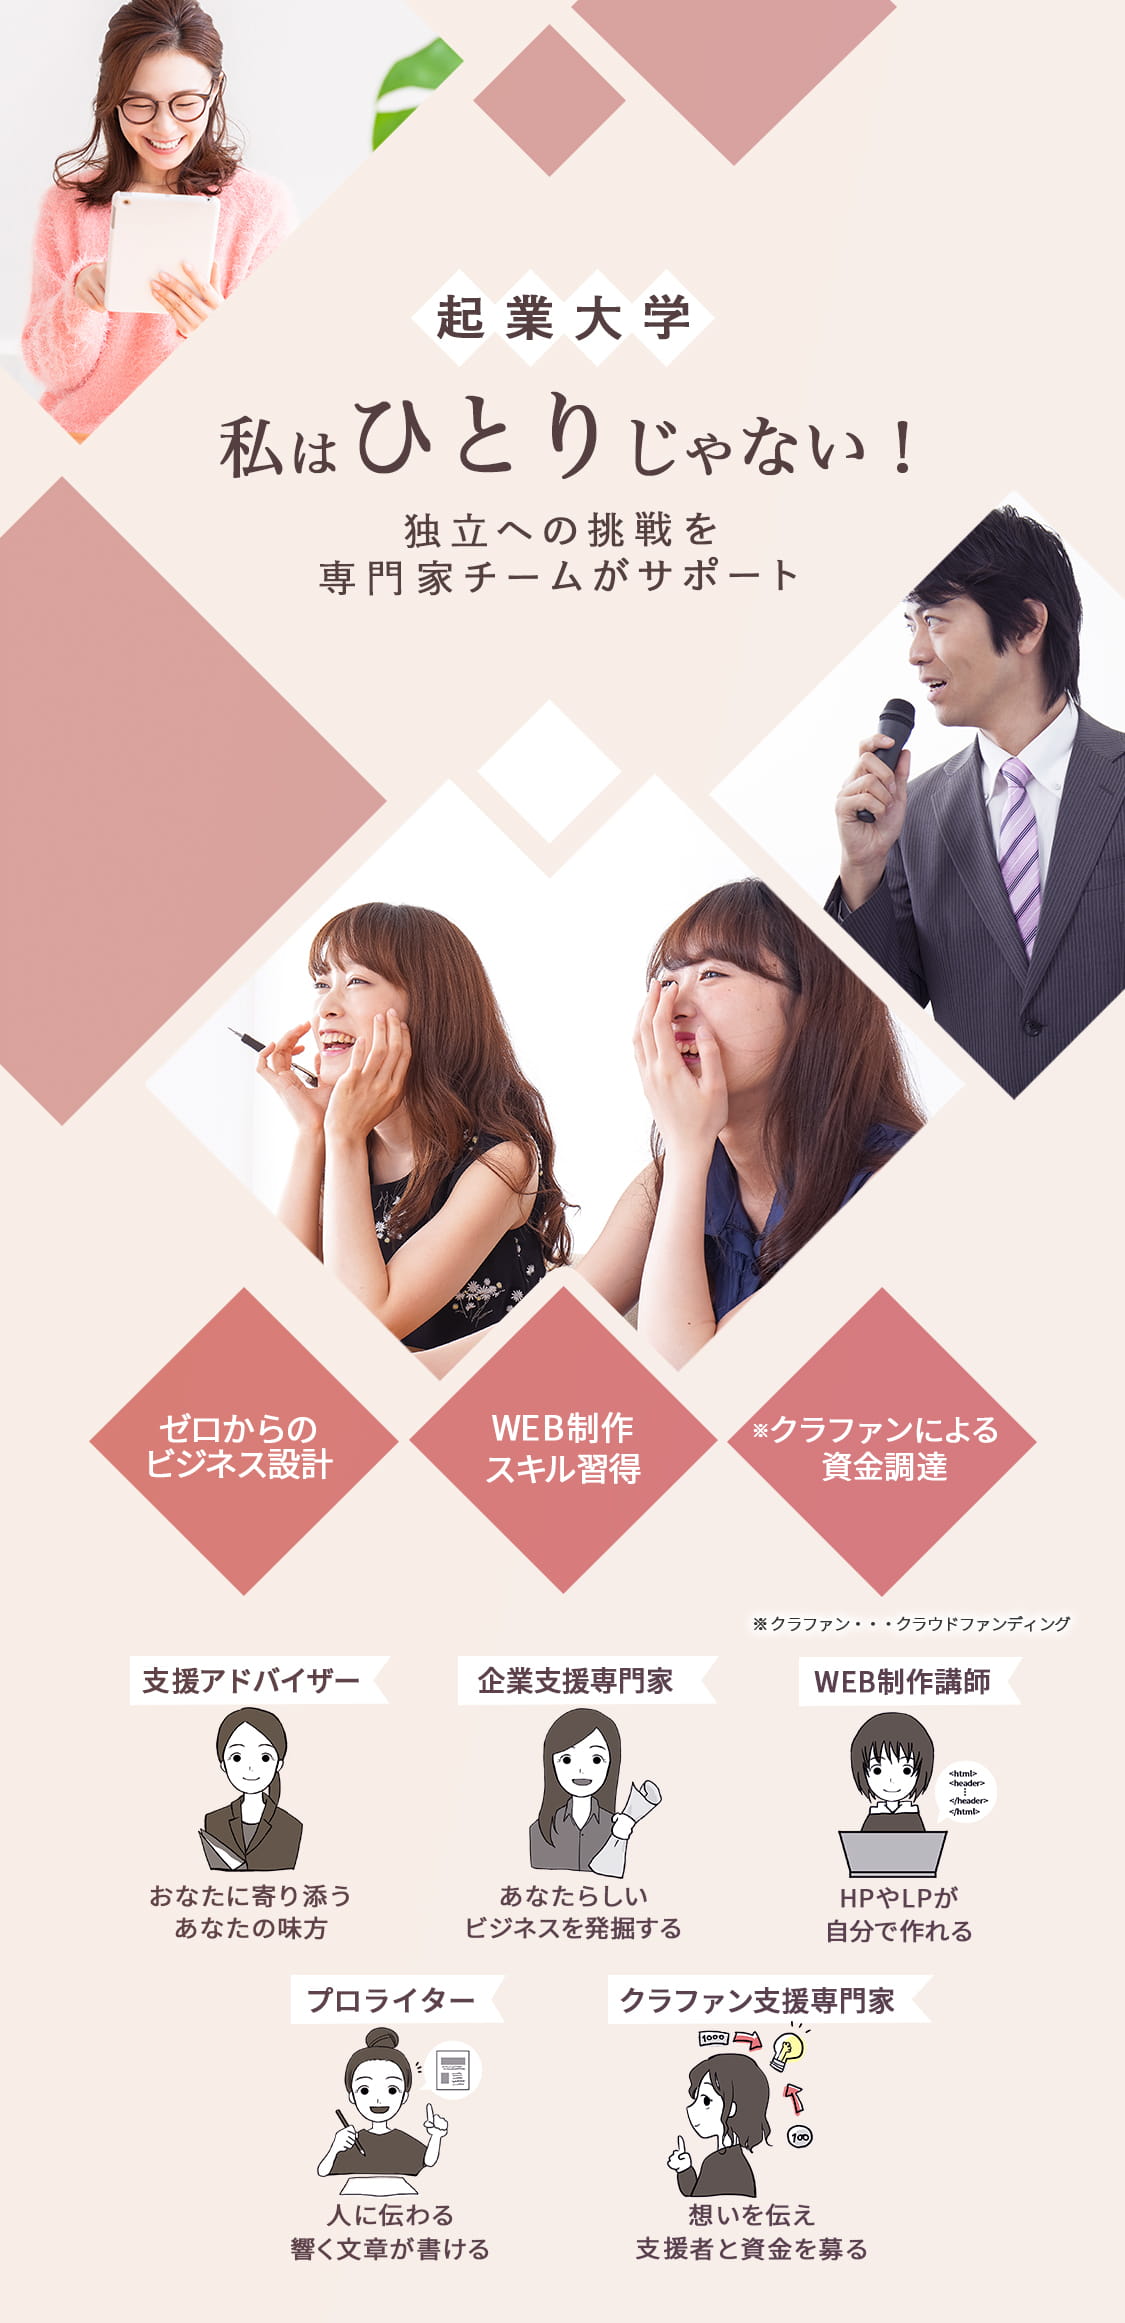 起業大学
私はひとりじゃない！
独立への挑戦を
専門家チームがサポート
ゼロからの
ビジネス設計
WEB制作
スキル習得
※クラファンによる
資金調達
※クラファン・・・クラウドファンディング
支援アドバイザー
企業支援専門家
WEB制作講師
<html>
<header>
⋮
</header>
</html>
おなたに寄り添う
あなたの味方
あなたらしい
ビジネスを発掘する
HPやLPが
自分で作れる
プロライター
クラファン支援専門家
1000
100
人に伝わる
響く文章が書ける
想いを伝え
支援者と資金を募る